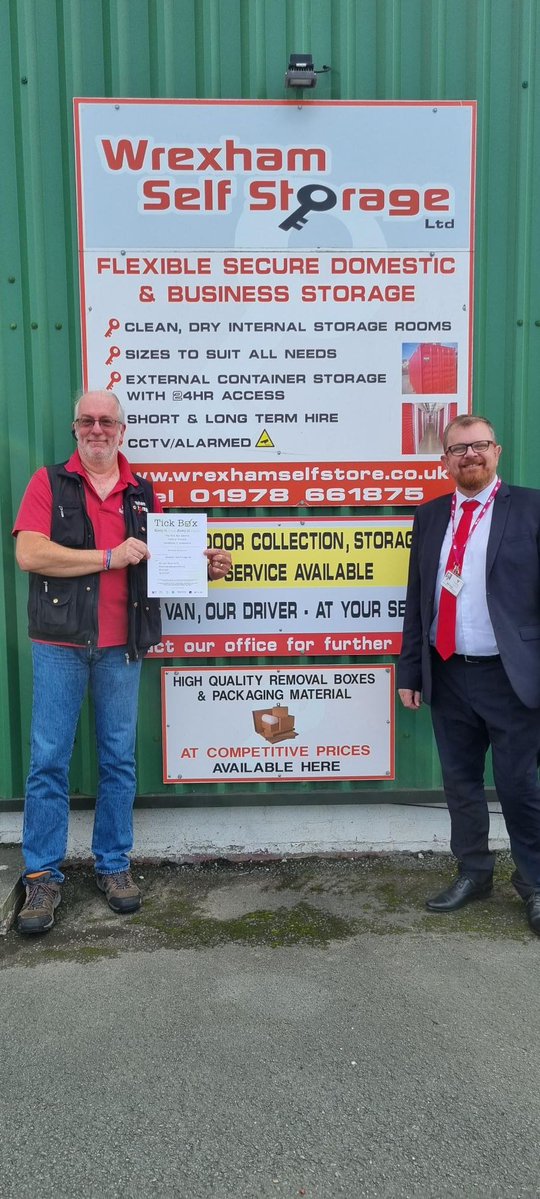 Wrexham
Self Storage
Ltd
FLEXIBLE SECURE DOMESTIC
& BUSINESS STORAGE
CLEAN, DRY INTERNAL STORAGE ROOMS
SIZES TO SUIT ALL NEEDS
EXTERNAL CONTAINER STORAGE
WITH 24HR ACCESS
SHORT & LONG TERM HIRE
CCTV/ALARMED
www.wrexhamselfstore.co.uk
Tel 01978 661875
Tick Box
DOOR COLLECTION, STORAG
SERVICE AVAILABLE
VAN, OUR DRIVER - AT YOUR SE
act our office for further
HIGH QUALITY REMOVAL BOXES
& PACKAGING MATERIAL
AT COMPETITIVE PRICES
AVAILABLE HERE